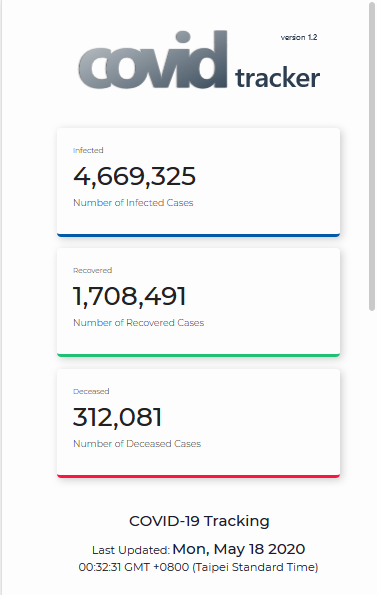 version 1.2
covid tracker
Infected
4,669,325
Number of Infected Cases
Recovered
1,708,491
Number of Recovered Cases
Deceased
312,081
Number of Deceased Cases
COVID-19 Tracking
Last Updated: Mon, May 18 2020
00:32:31 GMT +0800 (Taipei Standard Time)